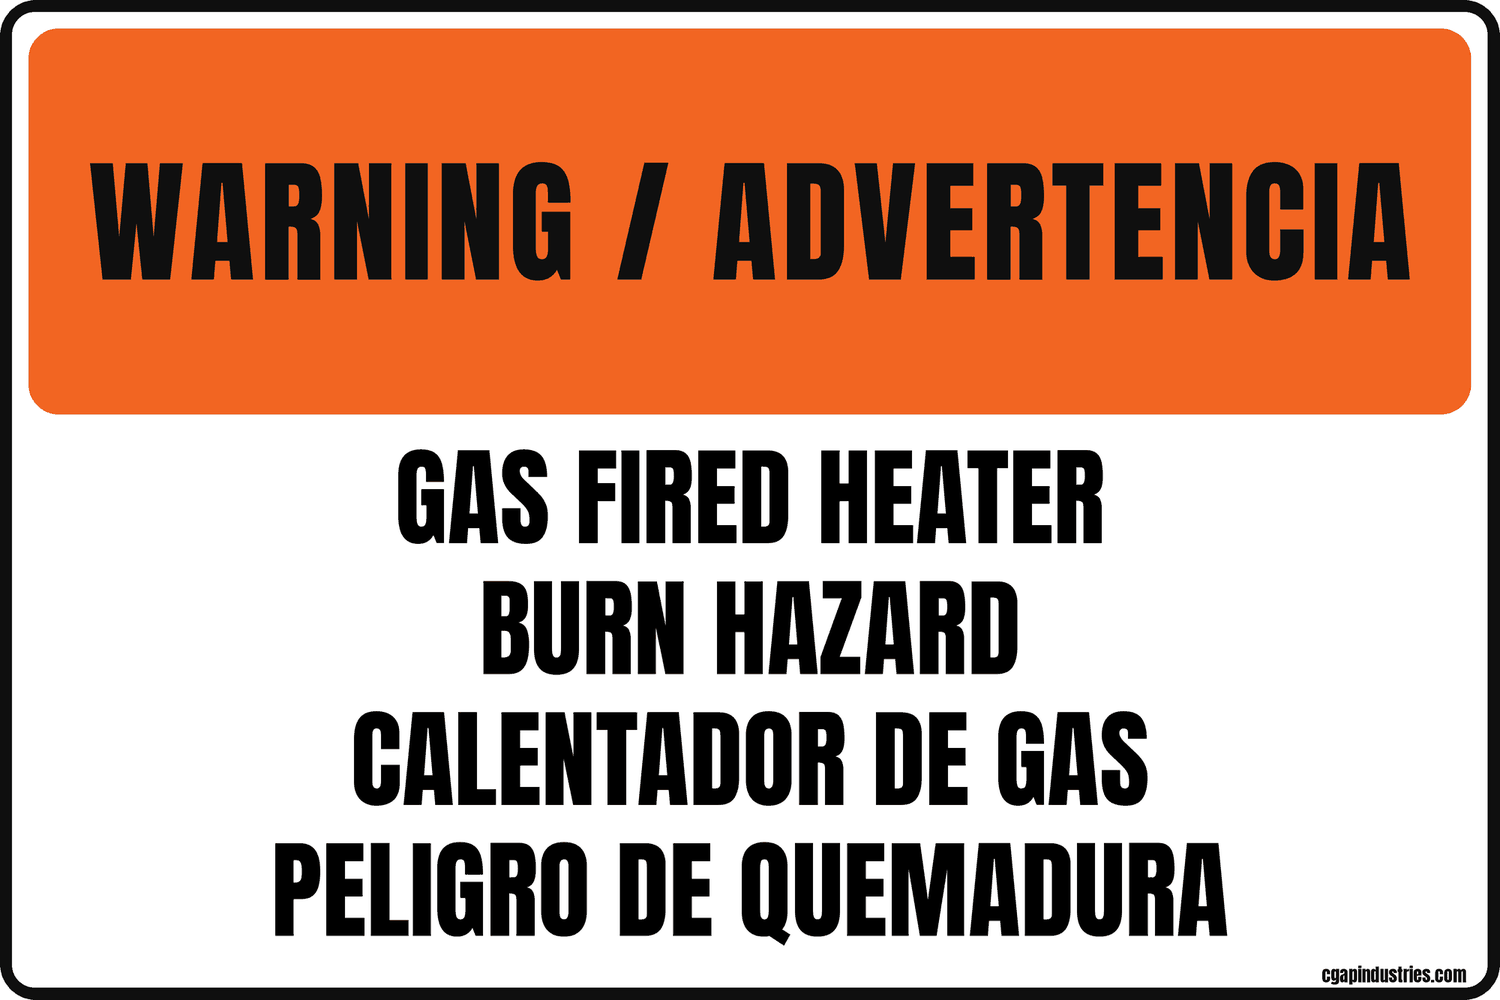 WARNING / ADVERTENCIA
GAS FIRED HEATER
BURN HAZARD
CALENTADOR DE GAS
PELIGRO DE QUEMADURA
cgapindustries.com